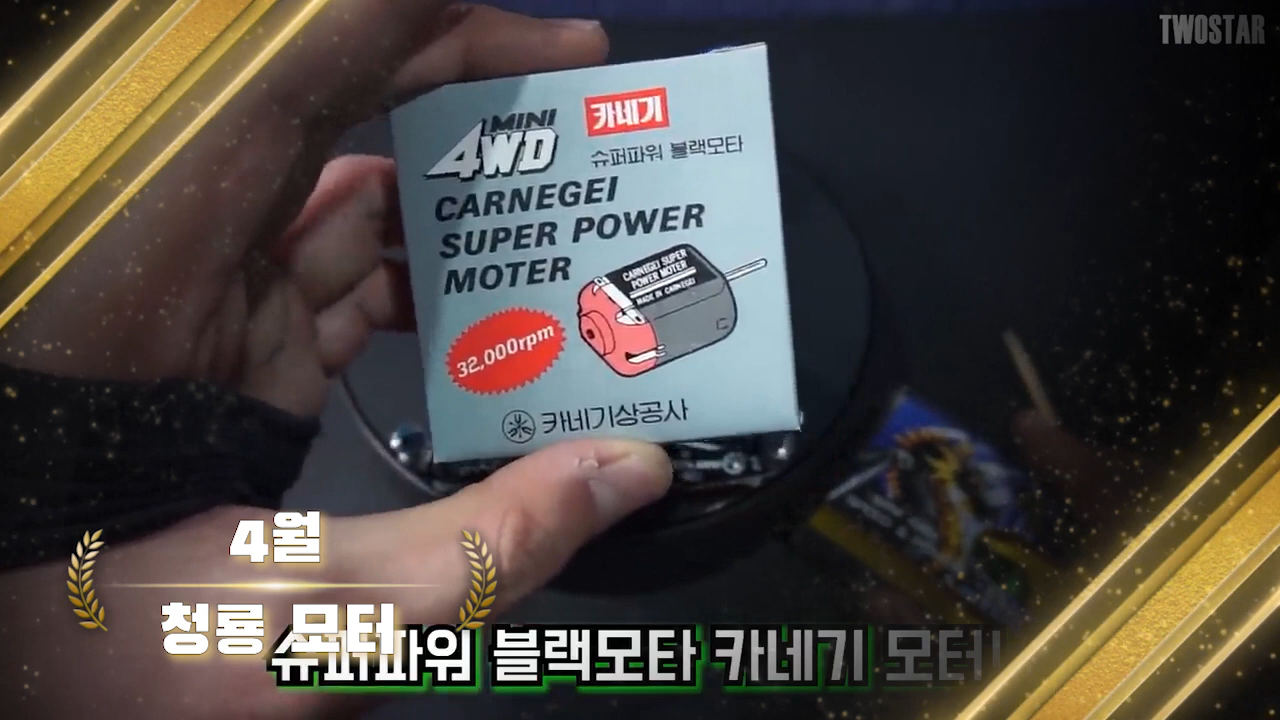 TWOSTAR
MINI
4WD
카네기
슈퍼파워 블랙모타
CARNEGEI
SUPER POWER
MOTER
CARNEGEI SUPER
POWER MOTER
MADE IN CARNEGEI
32,000rpm
카네기상공사
4월
청룡 모터
슈퍼파워 블랙모타 카네기 모터!